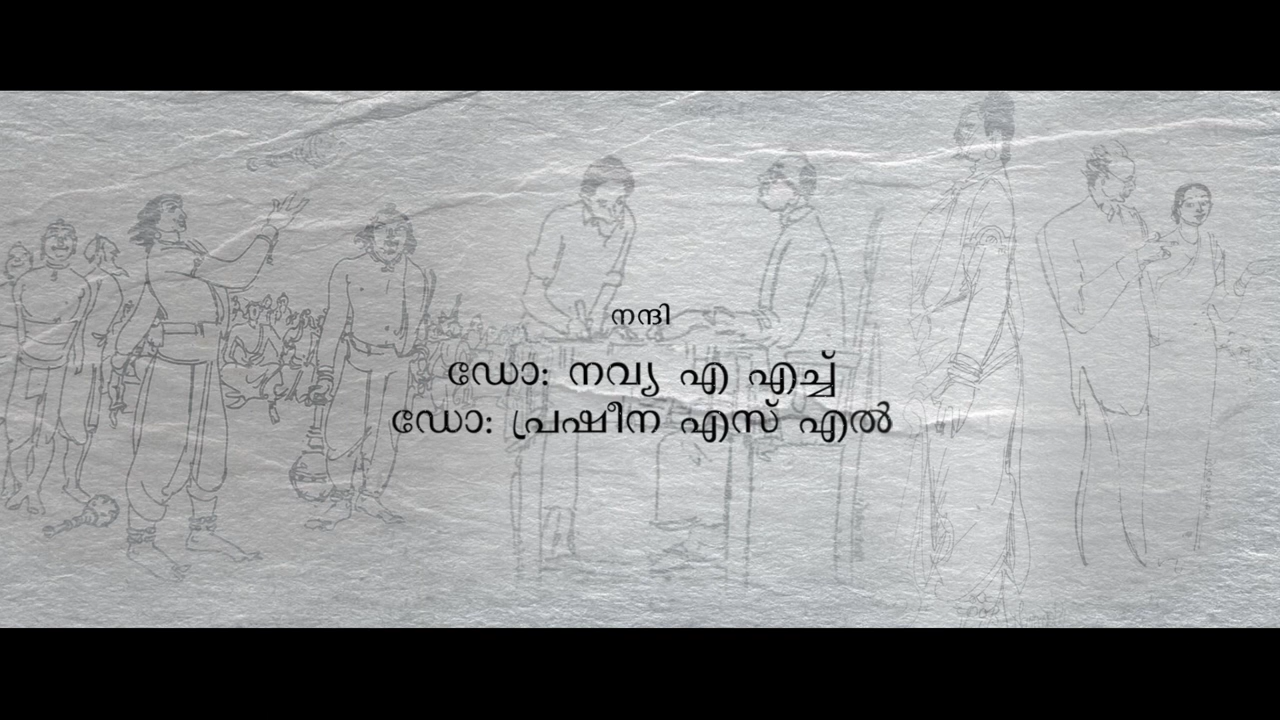 നന്ദി
ഡോ: നവ്യ എ എച്ച്
ഡോ: പ്രഷീന എസ് എൽ